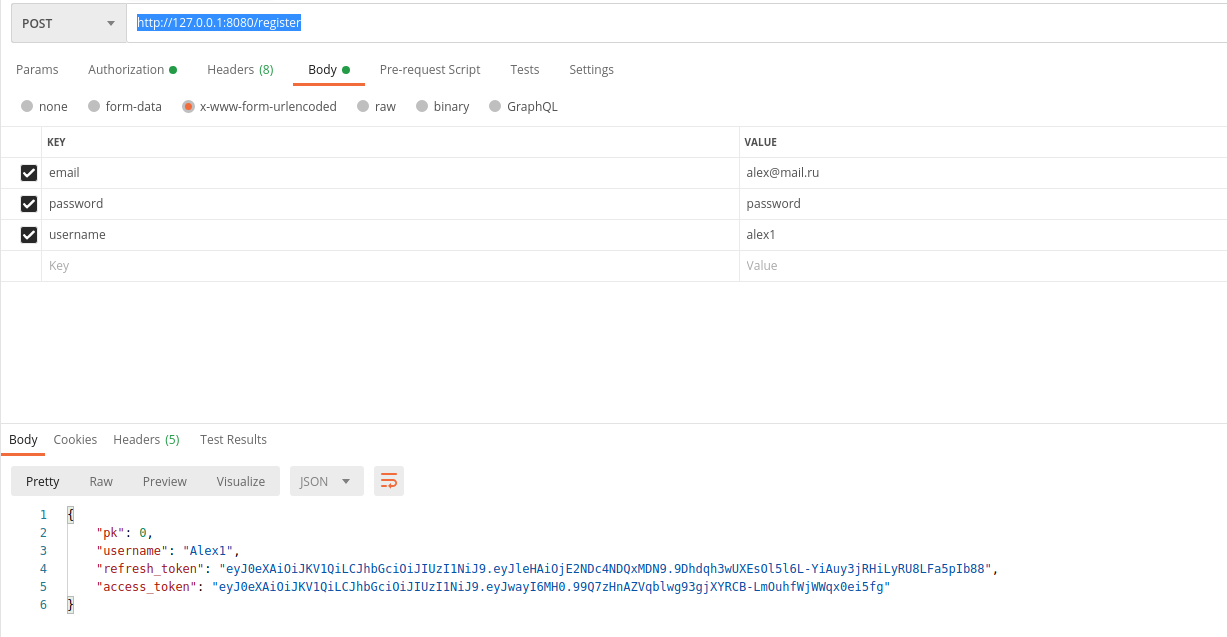 POST http://127.0.0.1:8080/register
Params Authorization Headers (8) Body Pre-request Script Tests Settings
none form-data x-www-form-urlencoded raw binary GraphQL
KEY VALUE
email alex@mail.ru
password password
username alex1
Key Value
Body Cookies Headers (5) Test Results
Pretty Raw Preview Visualize JSON
1 {
2 "pk": 0,
3 "username": "Alex1",
4 "refresh_token": "eyJ0eXAiOiJKV1QiLCJhbGciOiJIUzI1NiJ9.eyJleHAiOjE2NDc4NDQxMDN9.9Dhdqh3wUXEsOl5l6L-YiAuy3jRHiLyRU8LFa5pIb88",
5 "access_token": "eyJ0eXAiOiJKV1QiLCJhbGciOiJIUzI1NiJ9.eyJwayI6MH0.99Q7zHnAZVqblwg93gjXYRCB-LmOuhfWjWWqx0ei5fg"
6 }